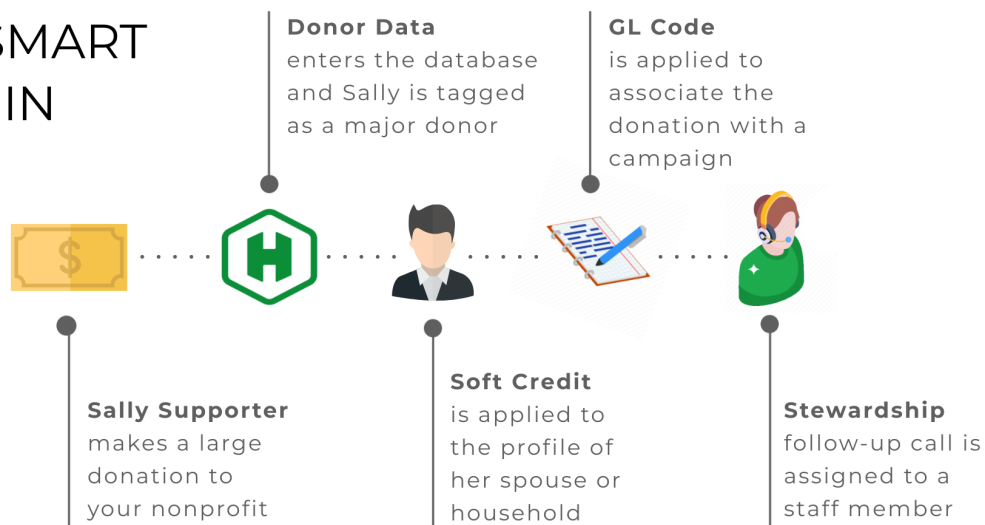 SMART
IN
Donor Data
enters the database
and Sally is tagged
as a major donor
GL Code
is applied to
associate the
donation with a
campaign
$
H
Sally Supporter
makes a large
donation to
your nonprofit
Soft Credit
is applied to
the profile of
her spouse or
household
Stewardship
follow-up call is
assigned to a
staff member